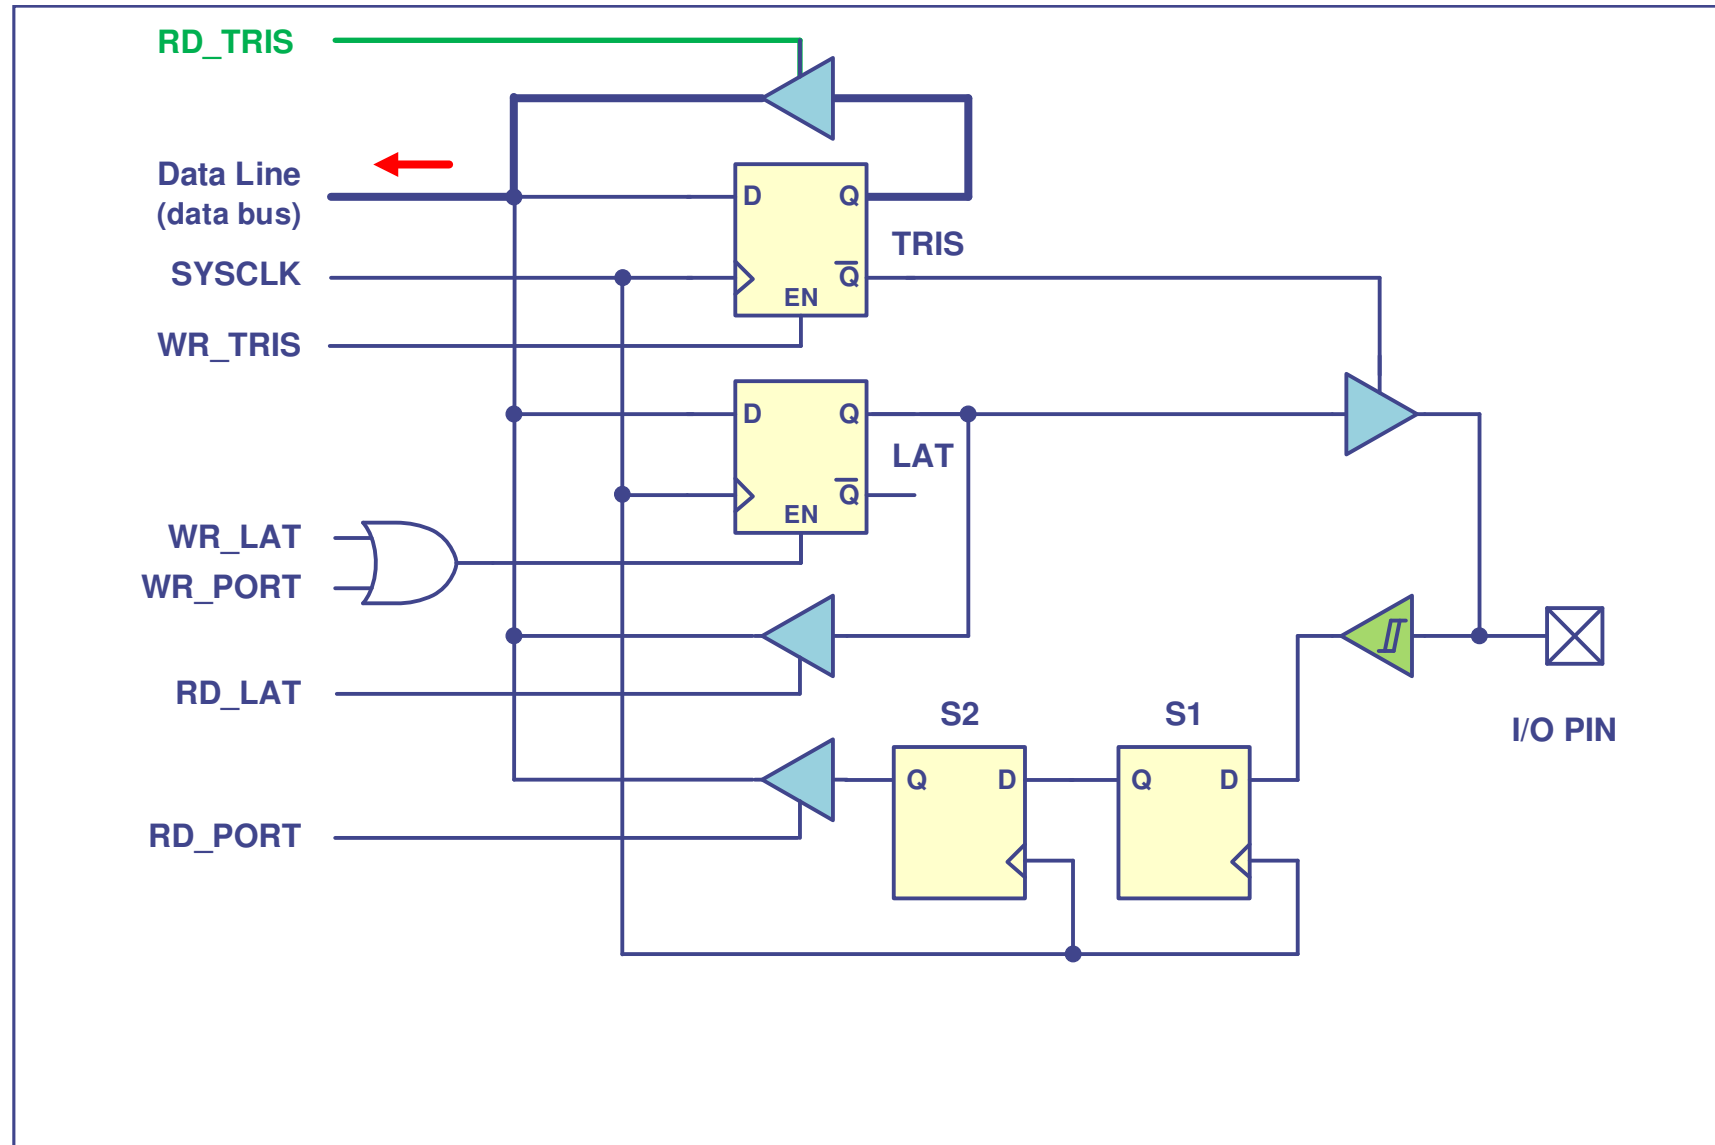 RD_TRIS
Data Line
(data bus)
D
Q
TRIS
SYSCLK
Q̅
EN
WR_TRIS
D
Q
LAT
Q̅
EN
WR_LAT
WR_PORT
RD_LAT
S2
S1
I/O PIN
Q
D
Q
D
RD_PORT